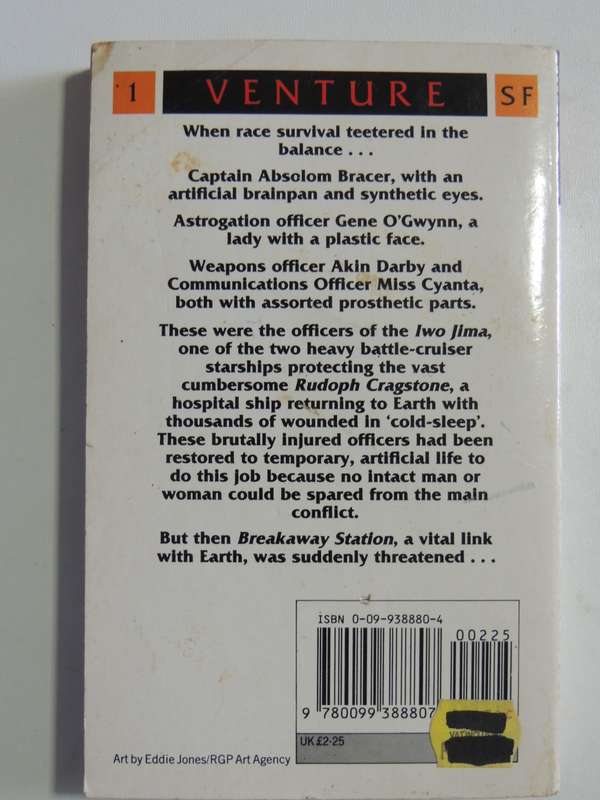 1 VENTURE SF
When race survival teetered in the
balance . . .
Captain Absolom Bracer, with an
artificial brainpan and synthetic eyes.
Astrogation officer Gene O'Gwynn, a
lady with a plastic face.
Weapons officer Akin Darby and
Communications Officer Miss Cyanta,
both with assorted prosthetic parts.
These were the officers of the Iwo Jima,
one of the two heavy battle-cruiser
starships protecting the vast
cumbersome Rudoph Cragstone, a
hospital ship returning to Earth with
thousands of wounded in 'cold-sleep'.
These brutally injured officers had been
restored to temporary, artificial life to
do this job because no intact man or
woman could be spared from the main
conflict.
But then Breakaway Station, a vital link
with Earth, was suddenly threatened . . .
ISBN 0-09-938880-4
00225
9 780099 388807
UK £2·25
Art by Eddie Jones/RGP Art Agency